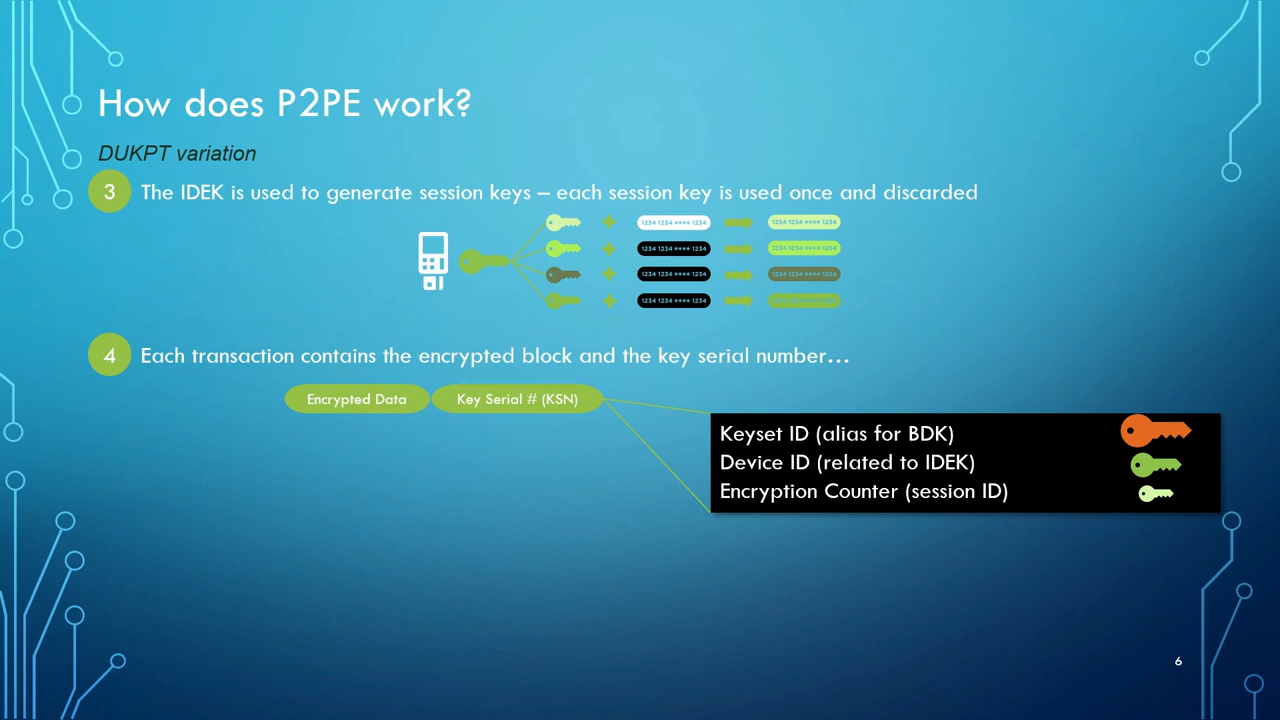 How does P2PE work?
DUKPT variation
3 The IDEK is used to generate session keys – each session key is used once and discarded
1234 1234 **** 1234 1234 1234 **** 1234
1234 1234 **** 1234 1234 1234 **** 1234
1234 1234 **** 1234 1234 1234 **** 1234
1234 1234 **** 1234
4 Each transaction contains the encrypted block and the key serial number...
Encrypted Data Key Serial # (KSN)
Keyset ID (alias for BDK)
Device ID (related to IDEK)
Encryption Counter (session ID)
6